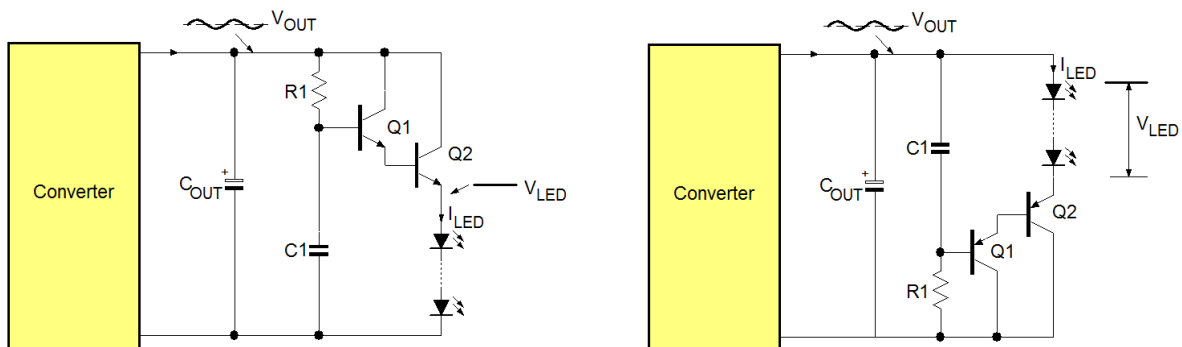 VOUT
R1
Q1
Q2
Converter
COUT
+
VLED
ILED
C1
VOUT
ILED
VLED
C1
Converter
COUT
+
Q2
Q1
R1